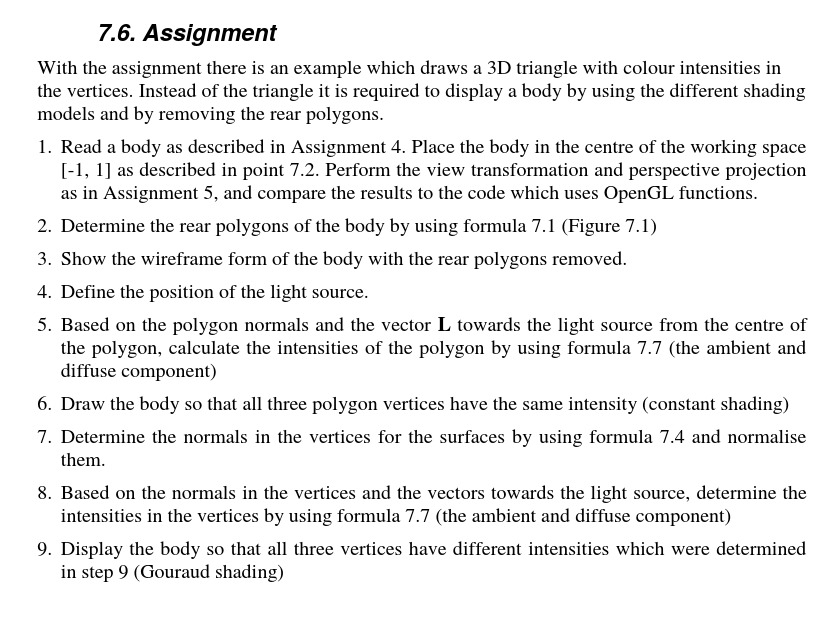 7.6. Assignment
With the assignment there is an example which draws a 3D triangle with colour intensities in
the vertices. Instead of the triangle it is required to display a body by using the different shading
models and by removing the rear polygons.
1. Read a body as described in Assignment 4. Place the body in the centre of the working space
[-1, 1] as described in point 7.2. Perform the view transformation and perspective projection
as in Assignment 5, and compare the results to the code which uses OpenGL functions.
2. Determine the rear polygons of the body by using formula 7.1 (Figure 7.1)
3. Show the wireframe form of the body with the rear polygons removed.
4. Define the position of the light source.
5. Based on the polygon normals and the vector L towards the light source from the centre of
the polygon, calculate the intensities of the polygon by using formula 7.7 (the ambient and
diffuse component)
6. Draw the body so that all three polygon vertices have the same intensity (constant shading)
7. Determine the normals in the vertices for the surfaces by using formula 7.4 and normalise
them.
8. Based on the normals in the vertices and the vectors towards the light source, determine the
intensities in the vertices by using formula 7.7 (the ambient and diffuse component)
9. Display the body so that all three vertices have different intensities which were determined
in step 9 (Gouraud shading)